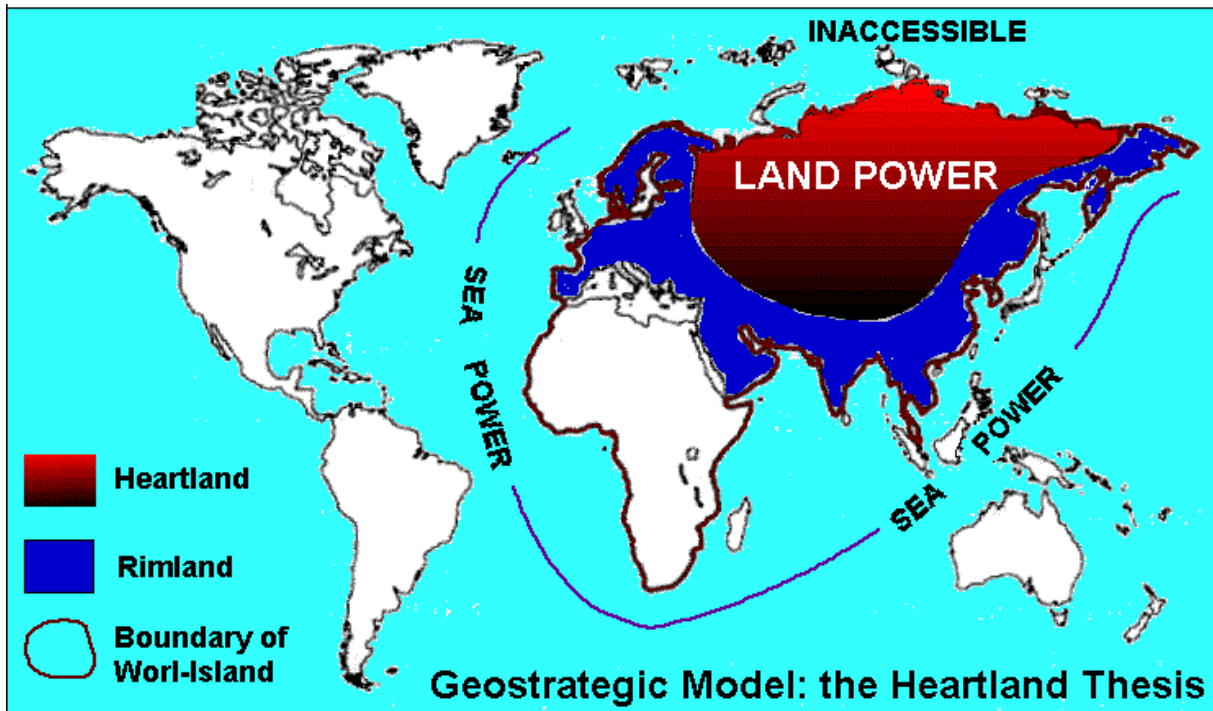 INACCESSIBLE
LAND POWER
SEA POWER
SEA POWER
Heartland
Rimland
Boundary of
Worl-Island
Geostrategic Model: the Heartland Thesis